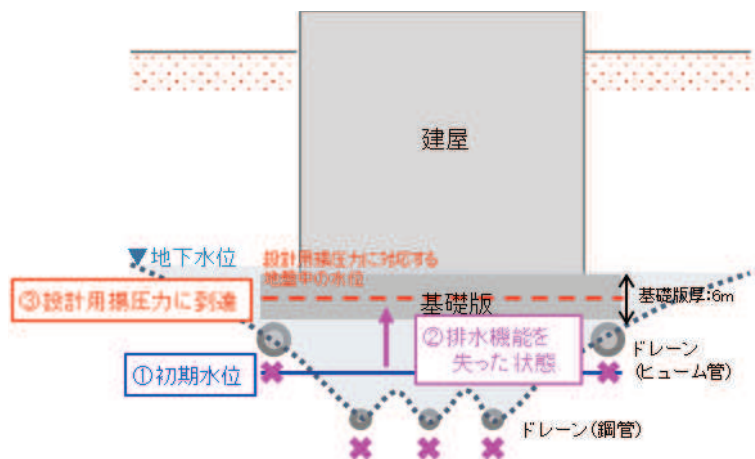 建屋
▼地下水位
設計用揚圧力に対応する
地盤中の水位
③設計用揚圧力に到達
基礎版
基礎版厚:6m
②排水機能を
失った状態
ドレーン
(ヒューム管)
①初期水位
ドレーン(鋼管)